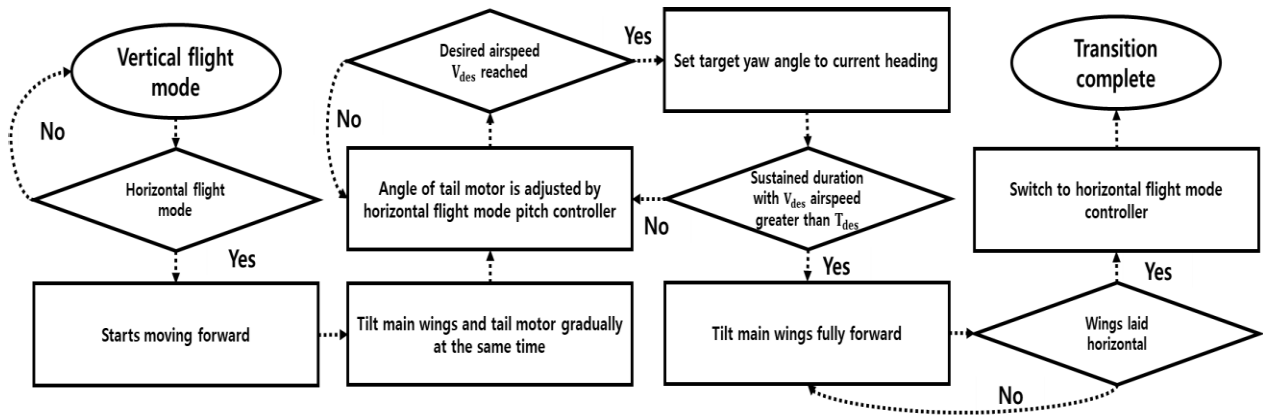 Vertical flight
mode
No
Horizontal flight
mode
Yes
Starts moving forward
Tilt main wings and tail motor gradually
at the same time
Angle of tail motor is adjusted by
horizontal flight mode pitch controller
Desired airspeed
V_des reached
No
Yes
Set target yaw angle to current heading
Sustained duration
with V_des airspeed
greater than T_des
No
Yes
Tilt main wings fully forward
Wings laid
horizontal
No
Yes
Switch to horizontal flight mode
controller
Transition
complete